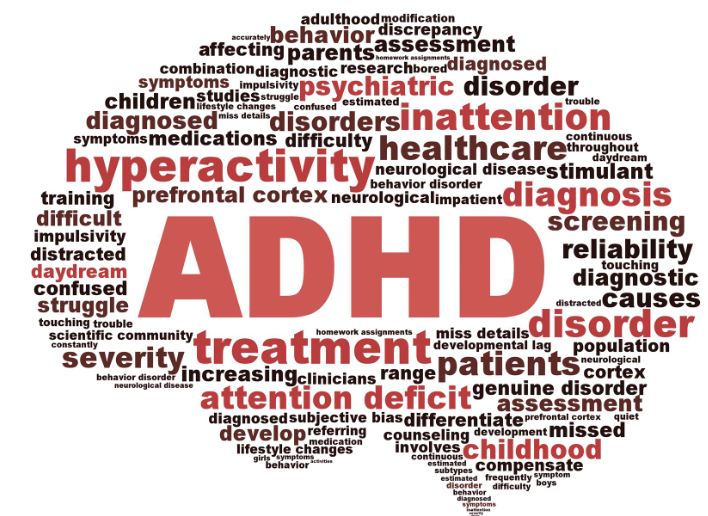 adulthood modification
accurately behavior discrepancy
affecting parents assessment
homework assignments
combination diagnostic research bored diagnosed
symptoms impulsivity psychiatric disorder
children studies struggle confused estimated trouble
lifestyle changes
diagnosed miss details disorders inattention
symptoms medications difficulty healthcare continuous
throughout
daydream
hyperactivity neurological disease stimulant
behavior disorder
training prefrontal cortex neurological impatient diagnosis
difficult screening
impulsivity ADHD reliability
distracted touching
daydream diagnostic
confused distracted causes
struggle disorder
touching trouble
scientific community homework assignments miss details population
constantly treatment developmental lag
severity patients neurological
behavior disorder increasing clinicians range cortex
neurological disease
attention deficit genuine disorder
assessment
diagnosed subjective bias differentiate prefrontal cortex quiet
develop referring counseling development missed
medication
lifestyle changes involves childhood
girls symptoms continuous
behavior activities estimated compensate
subtypes
estimated frequently symptom
disorder difficulty boys
behavior
diagnosed
symptoms
inattention